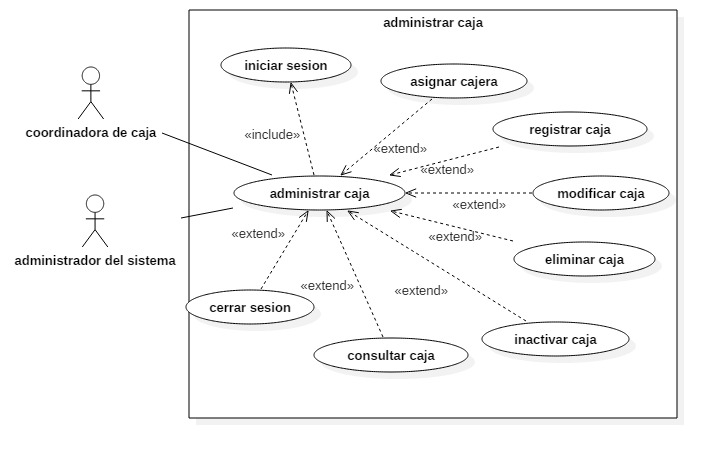 administrar caja
iniciar sesion
asignar cajera
coordinadora de caja
«include»
«extend»
registrar caja
«extend»
administrar caja
modificar caja
«extend»
administrador del sistema
«extend»
«extend»
eliminar caja
«extend»
«extend»
cerrar sesion
consultar caja
inactivar caja